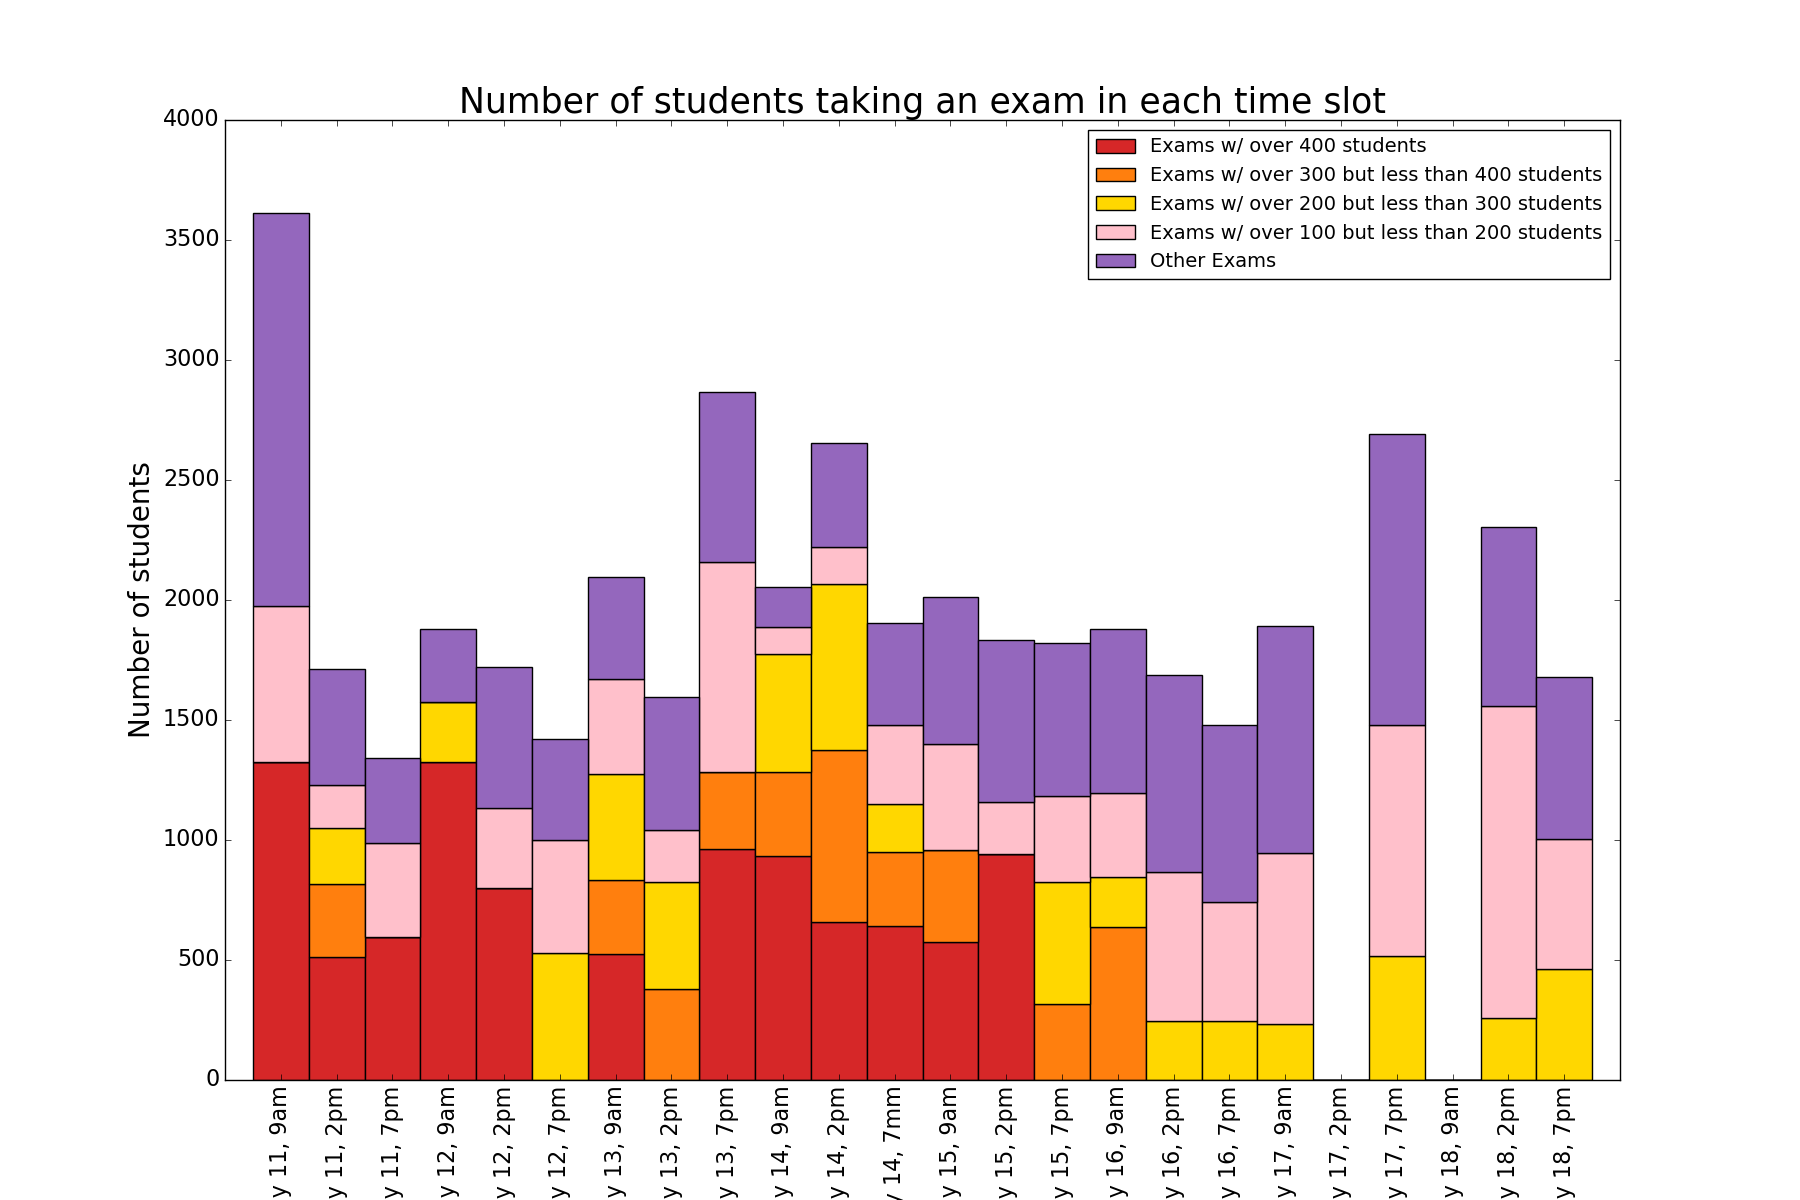 Number of students taking an exam in each time slot
Number of students
4000
3500
3000
2500
2000
1500
1000
500
0
Exams w/ over 400 students
Exams w/ over 300 but less than 400 students
Exams w/ over 200 but less than 300 students
Exams w/ over 100 but less than 200 students
Other Exams
y 11, 9am
y 11, 2pm
y 11, 7pm
y 12, 9am
y 12, 2pm
y 12, 7pm
y 13, 9am
y 13, 2pm
y 13, 7pm
y 14, 9am
y 14, 2pm
y 14, 7mm
y 15, 9am
y 15, 2pm
y 15, 7pm
y 16, 9am
y 16, 2pm
y 16, 7pm
y 17, 9am
y 17, 2pm
y 17, 7pm
y 18, 9am
y 18, 2pm
y 18, 7pm